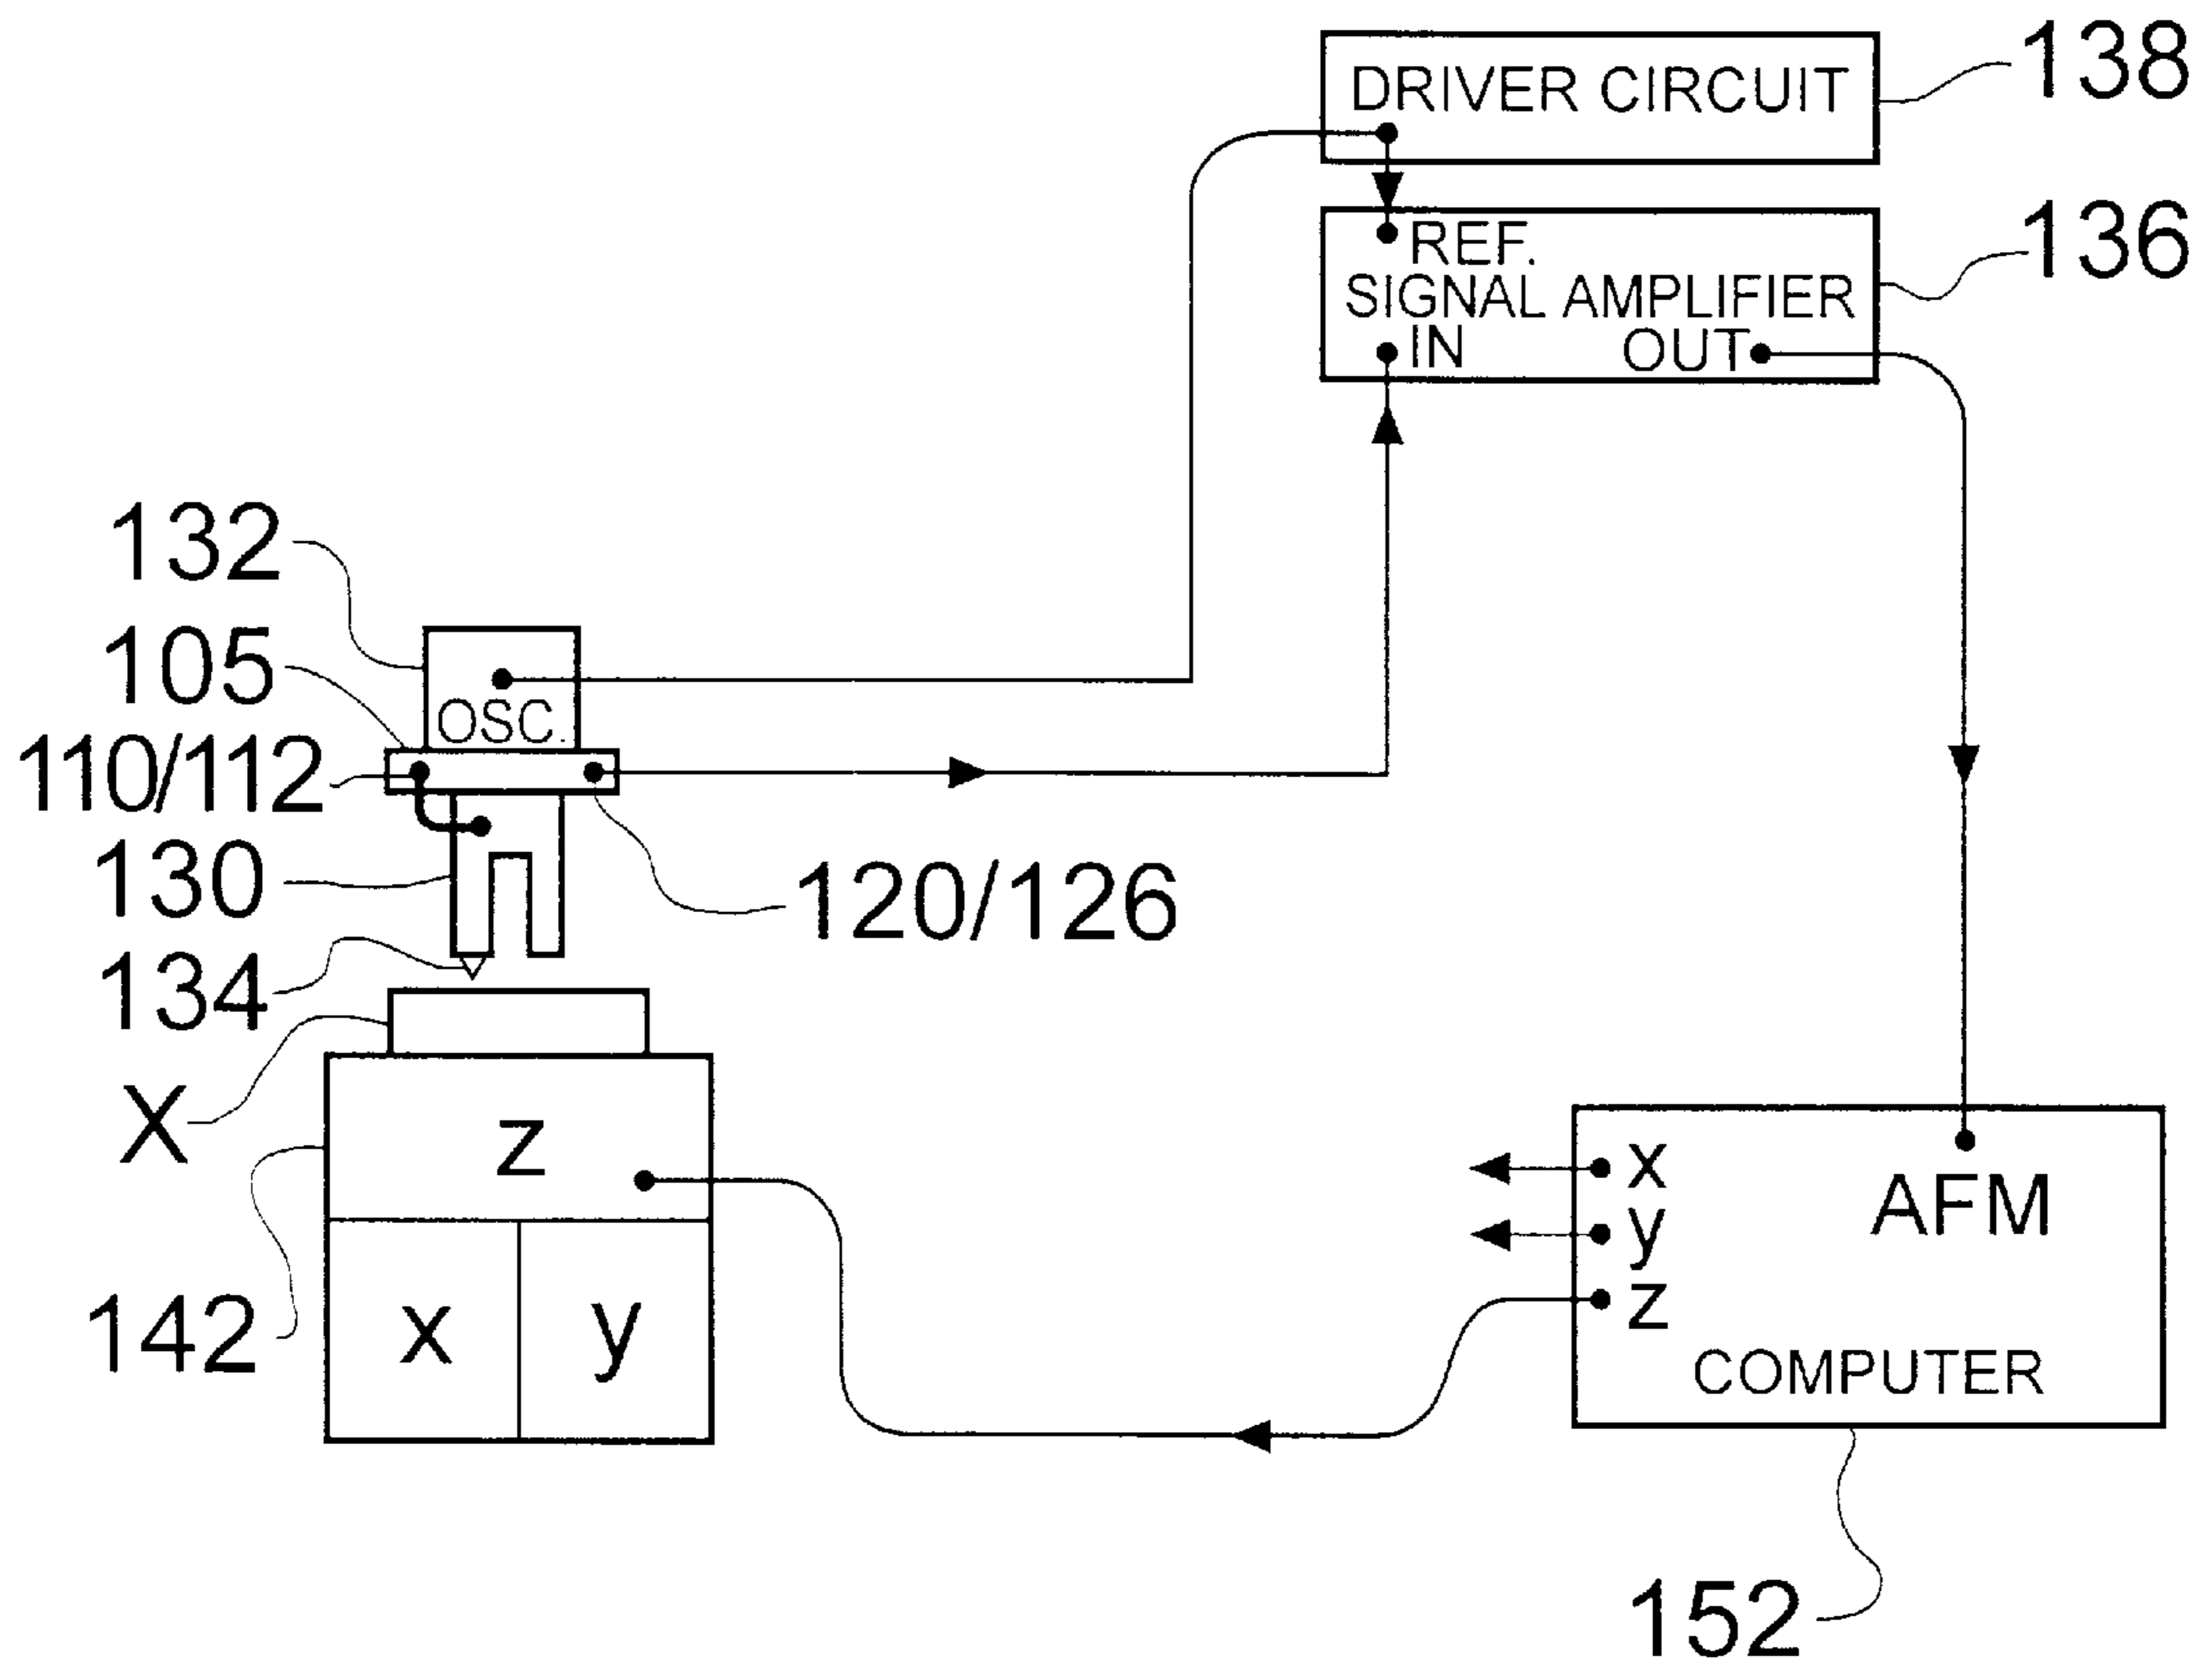 138
DRIVER CIRCUIT
136
REF.
SIGNAL AMPLIFIER
IN OUT
132
105
OSC.
110/112
130
120/126
134
X
z
142
x y
x
AFM
y
z
COMPUTER
152